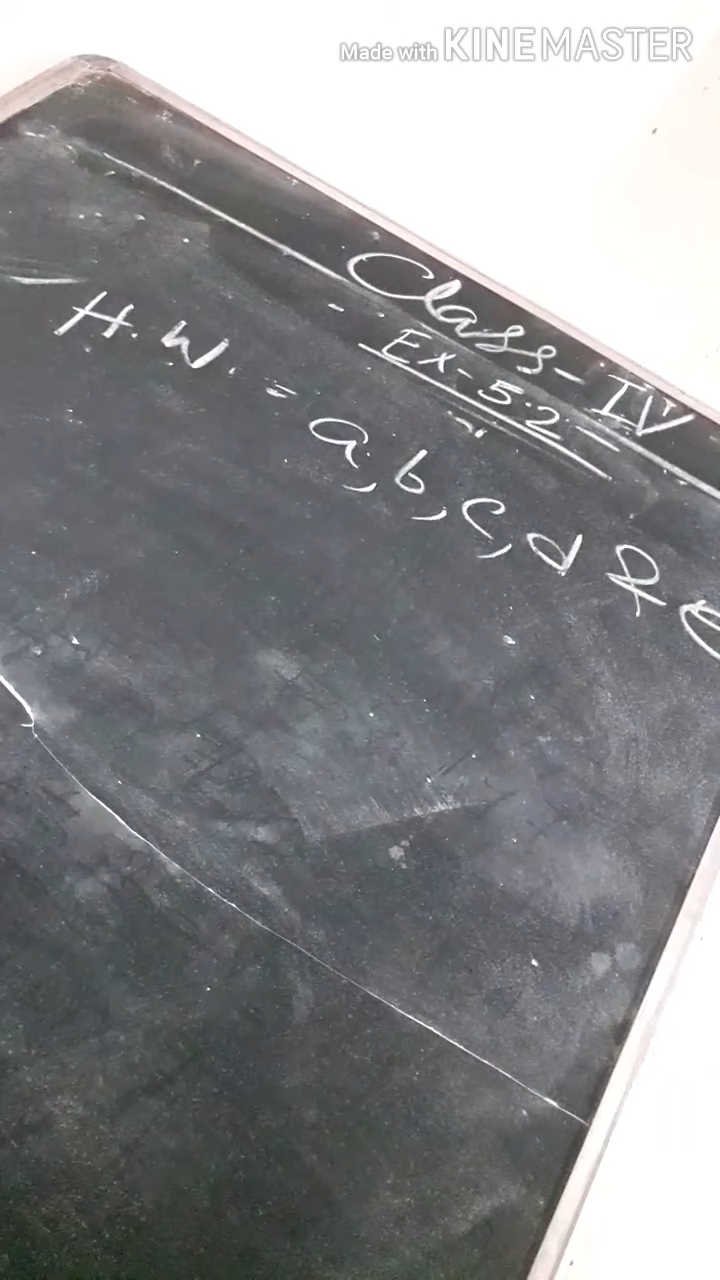 Made with KINEMASTER
Class-IV
Ex-5.2
H.W. = a, b, c, d & e